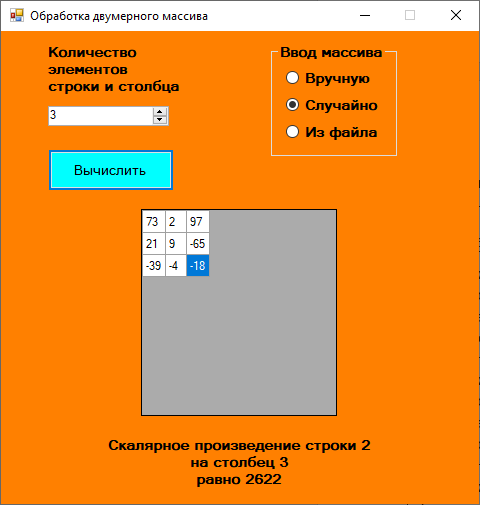 Обработка двумерного массива
Количество
элементов
строки и столбца
3
Ввод массива
Вручную
Случайно
Из файла
Вычислить
73 2 97
21 9 -65
-39 -4 -18
Скалярное произведение строки 2
на столбец 3
равно 2622